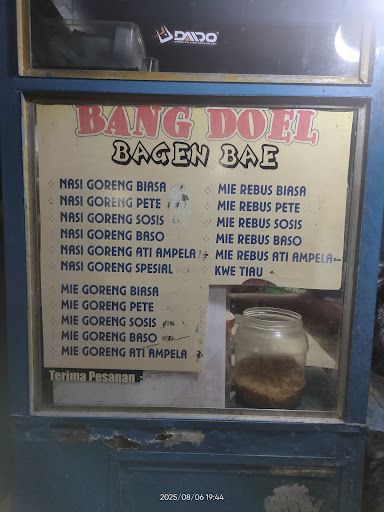 DAIDO
BANG DOEL
BAGEN BAE
NASI GORENG BIASA
NASI GORENG PETE
NASI GORENG SOSIS
NASI GORENG BASO
NASI GORENG ATI AMPELA
NASI GORENG SPESIAL
MIE GORENG BIASA
MIE GORENG PETE
MIE GORENG SOSIS
MIE GORENG BASO
MIE GORENG ATI AMPELA
MIE REBUS BIASA
MIE REBUS PETE
MIE REBUS SOSIS
MIE REBUS BASO
MIE REBUS ATI AMPELA
KWE TIAU
Terima Pesanan :
2025/08/06 19:44